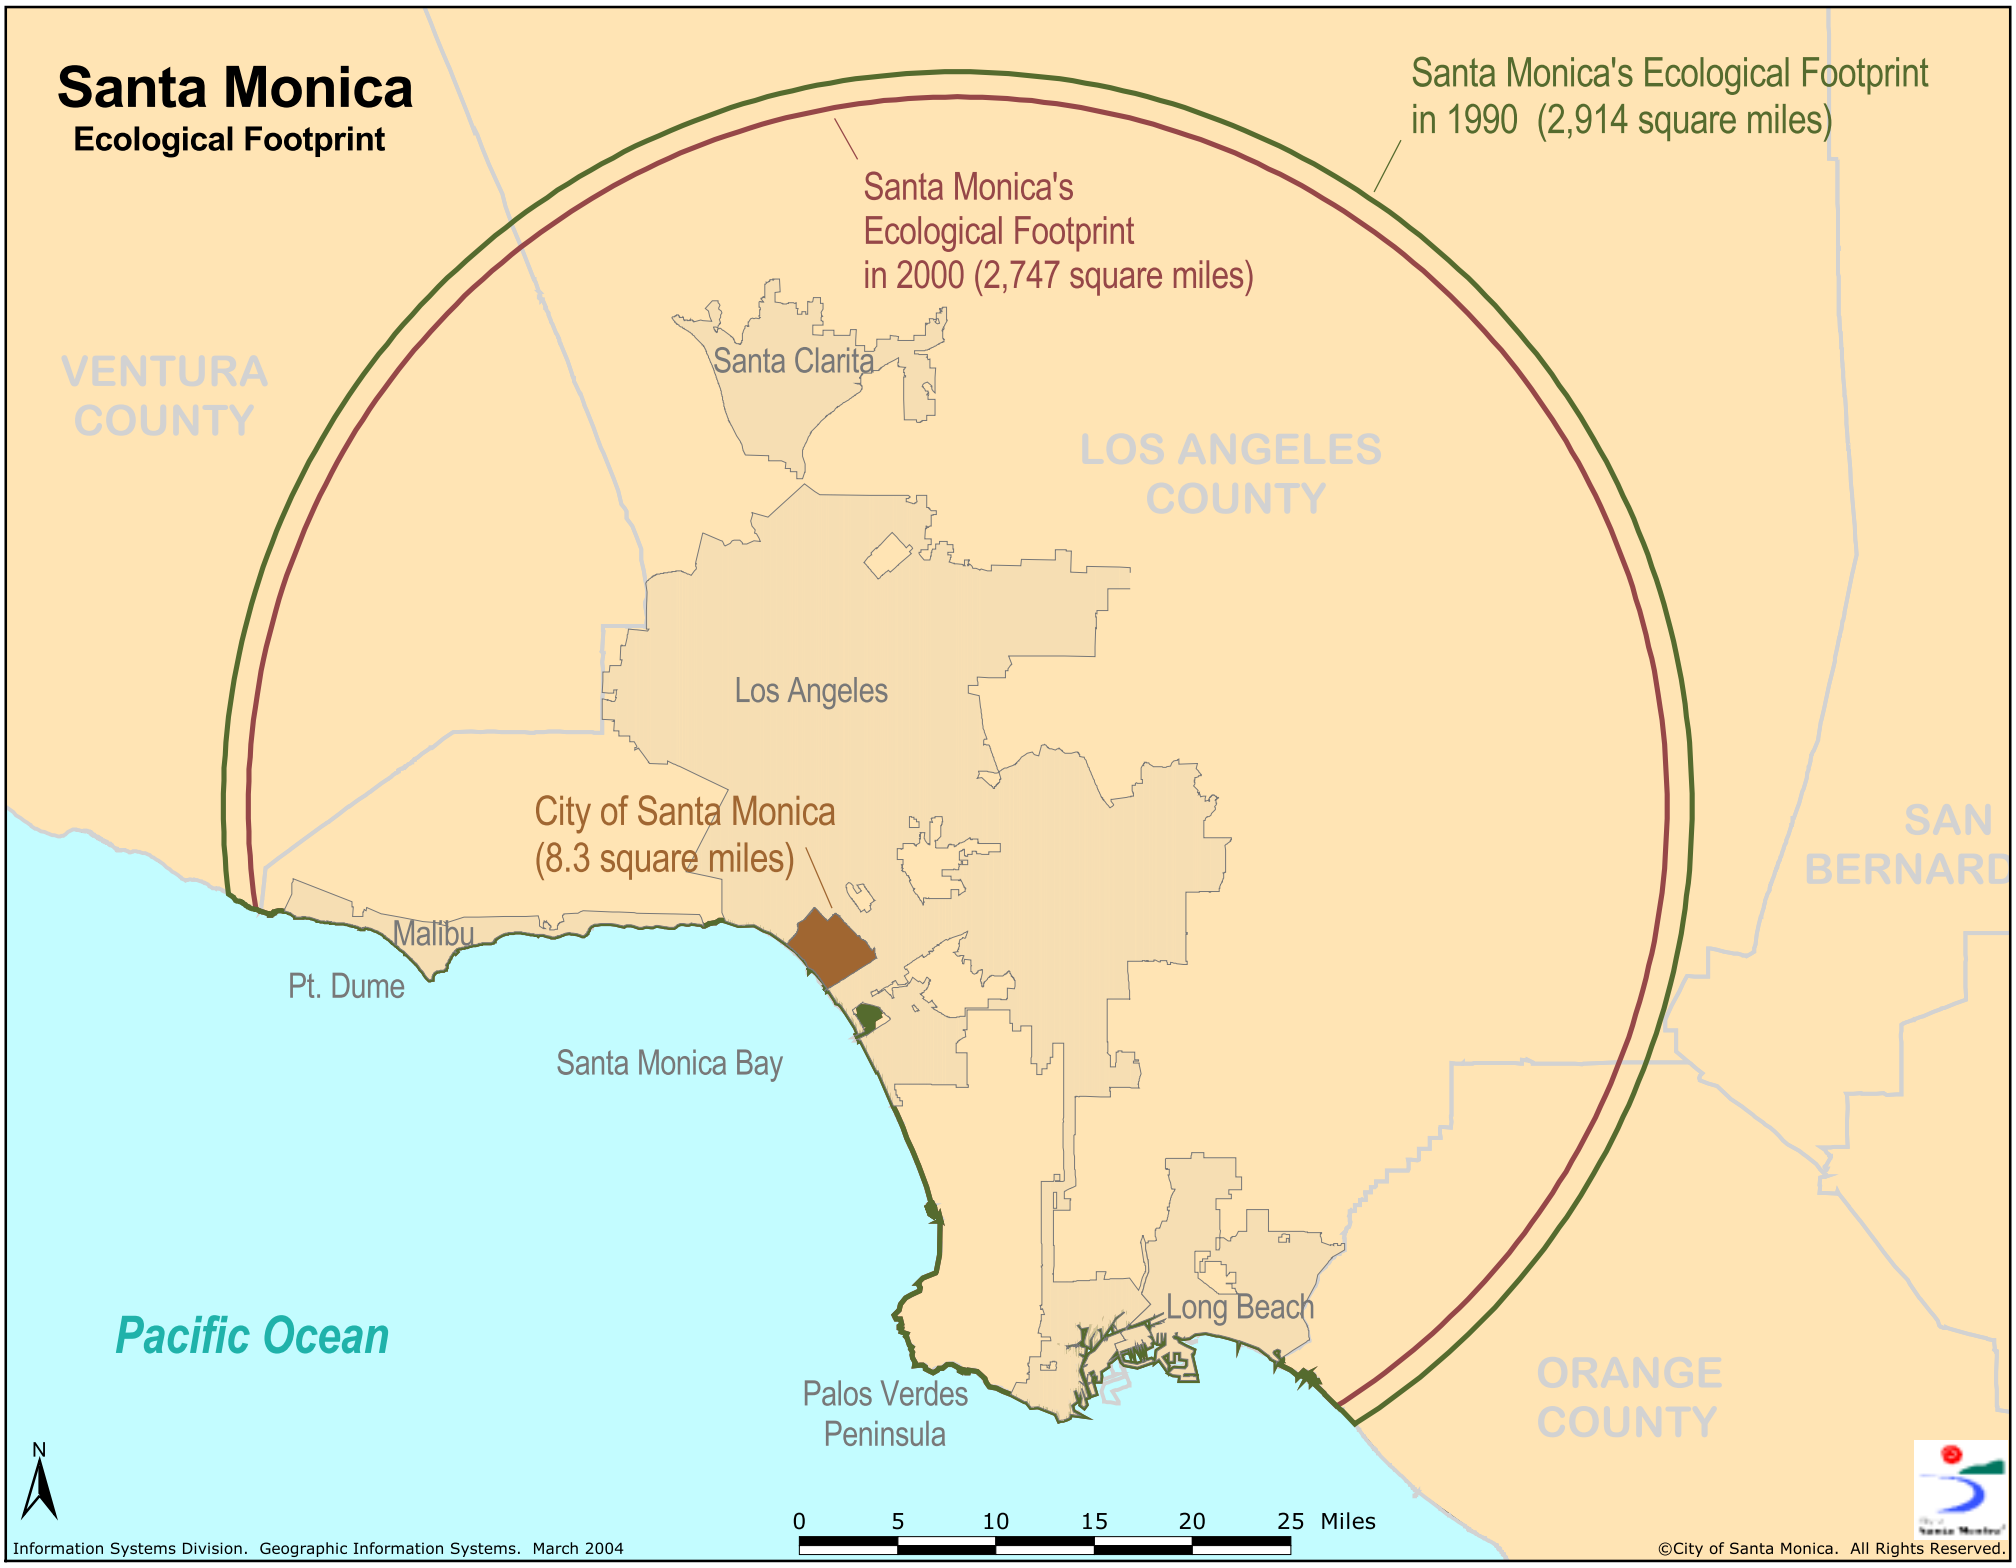 Santa Monica
Ecological Footprint
Santa Monica's Ecological Footprint
in 1990 (2,914 square miles)
Santa Monica's
Ecological Footprint
in 2000 (2,747 square miles)
VENTURA
COUNTY
Santa Clarita
LOS ANGELES
COUNTY
Los Angeles
City of Santa Monica
(8.3 square miles)
SAN
BERNARD
Malibu
Pt. Dume
Santa Monica Bay
Pacific Ocean
Long Beach
Palos Verdes
Peninsula
ORANGE
COUNTY
N
0 5 10 15 20 25 Miles
Santa Monica
Information Systems Division. Geographic Information Systems. March 2004
©City of Santa Monica. All Rights Reserved.